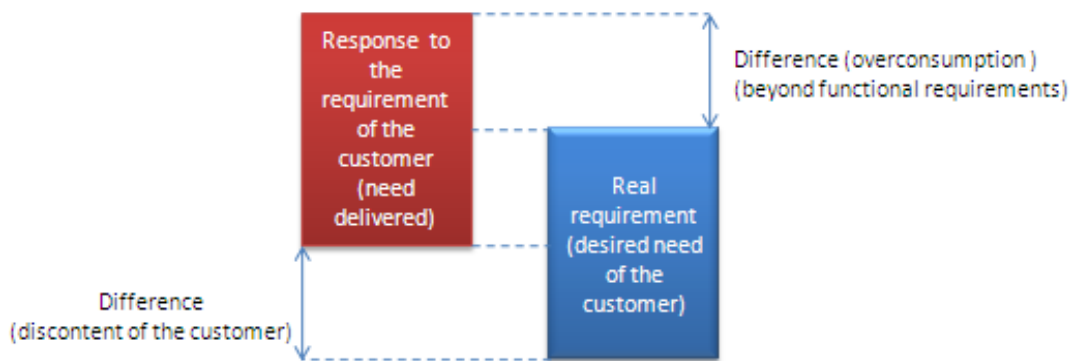 Response to
the
requirement
of the
customer
(need
delivered)
Difference (overconsumption )
(beyond functional requirements)
Real
requirement
(desired need
of the
customer)
Difference
(discontent of the customer)